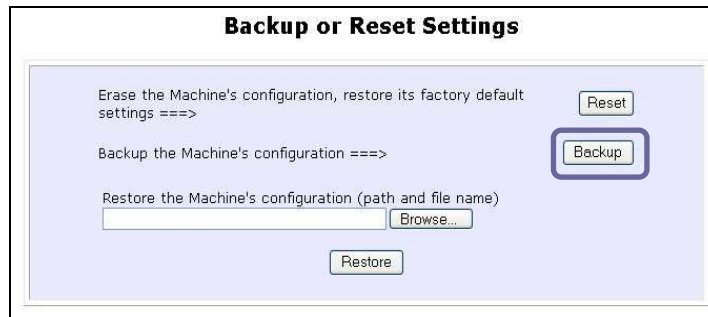 Backup or Reset Settings
Erase the Machine's configuration, restore its factory default
settings ===>
Reset
Backup the Machine's configuration ===>
Backup
Restore the Machine's configuration (path and file name)
Browse...
Restore